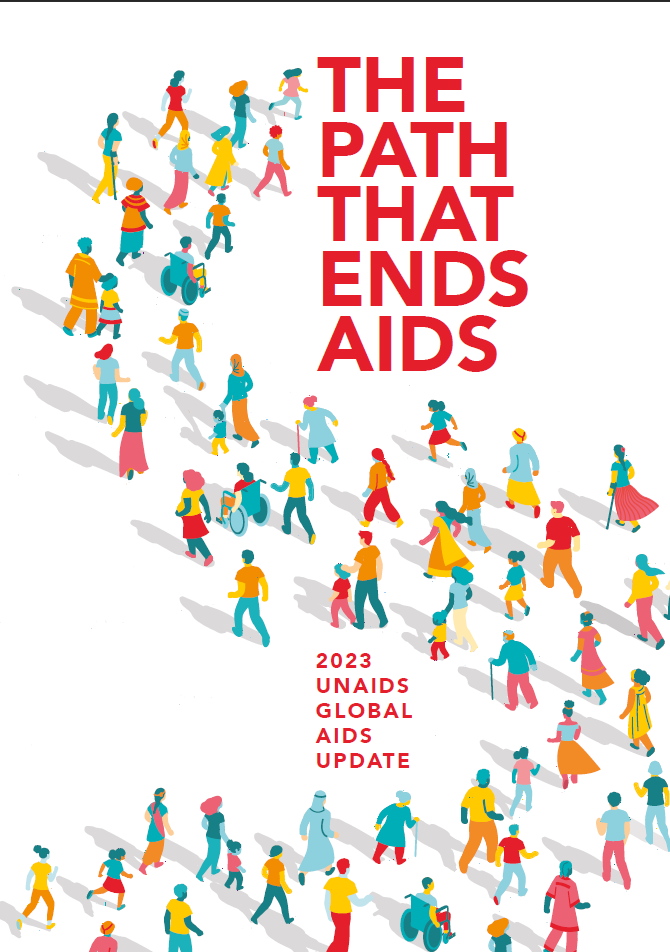 THE
PATH
THAT
ENDS
AIDS
2023
UNAIDS
GLOBAL
AIDS
UPDATE